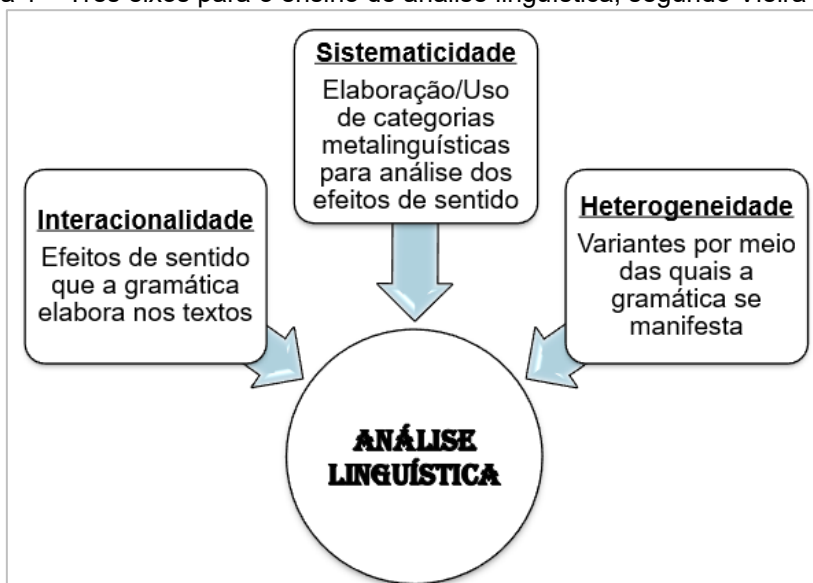 Três eixos para o ensino de análise linguística, segundo Vieira
Sistematicidade
Elaboração/Uso
de categorias
metalinguísticas
para análise dos
efeitos de sentido
Interacionalidade
Efeitos de sentido
que a gramática
elabora nos textos
Heterogeneidade
Variantes por meio
das quais a
gramática se
manifesta
ANÁLISE
LINGUÍSTICA